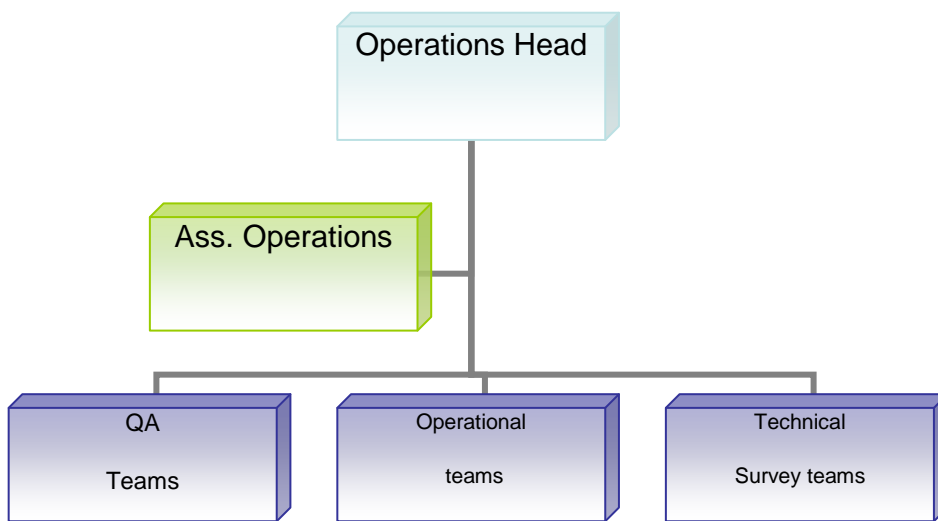 Operations Head
Ass. Operations
QA
Teams
Operational
teams
Technical
Survey teams